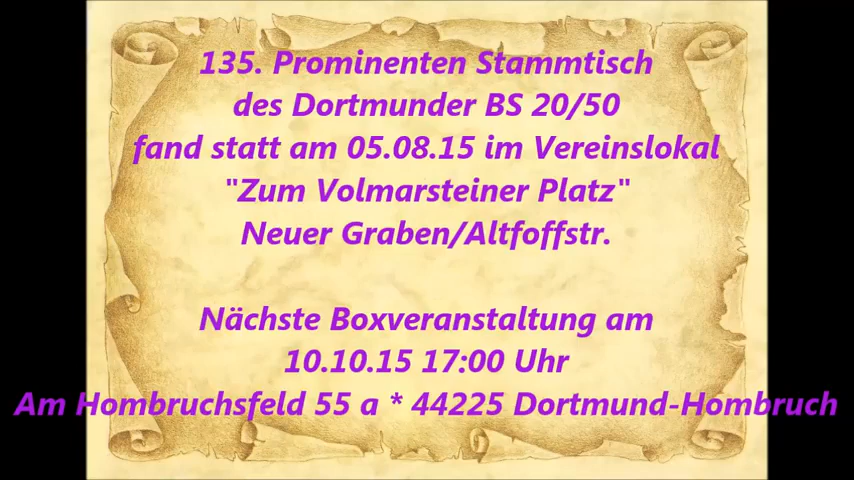 135. Prominenten Stammtisch
des Dortmunder BS 20/50
fand statt am 05.08.15 im Vereinslokal
"Zum Volmarsteiner Platz"
Neuer Graben/Altfoffstr.
Nächste Boxveranstaltung am
10.10.15 17:00 Uhr
Am Hombruchsfeld 55 a * 44225 Dortmund-Hombruch